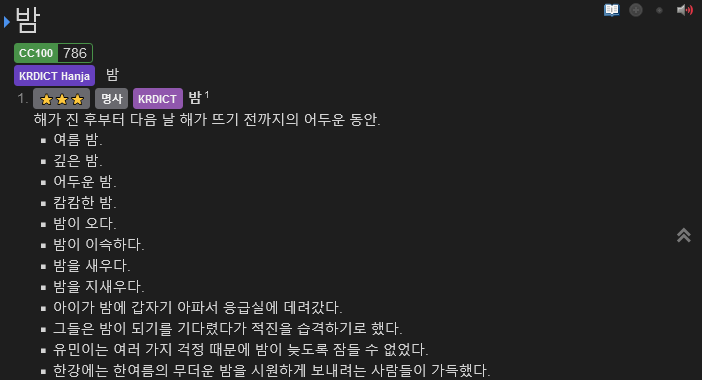 밤
CC100 786
KRDICT Hanja 밤
1. ★★★ 명사 KRDICT 밤1
해가 진 후부터 다음 날 해가 뜨기 전까지의 어두운 동안.
▪ 여름 밤.
▪ 깊은 밤.
▪ 어두운 밤.
▪ 캄캄한 밤.
▪ 밤이 오다.
▪ 밤이 이슥하다.
▪ 밤을 새우다.
▪ 밤을 지새우다.
▪ 아이가 밤에 갑자기 아파서 응급실에 데려갔다.
▪ 그들은 밤이 되기를 기다렸다가 적진을 습격하기로 했다.
▪ 유민이는 여러 가지 걱정 때문에 밤이 늦도록 잠들 수 없었다.
▪ 한강에는 한여름의 무더운 밤을 시원하게 보내려는 사람들이 가득했다.